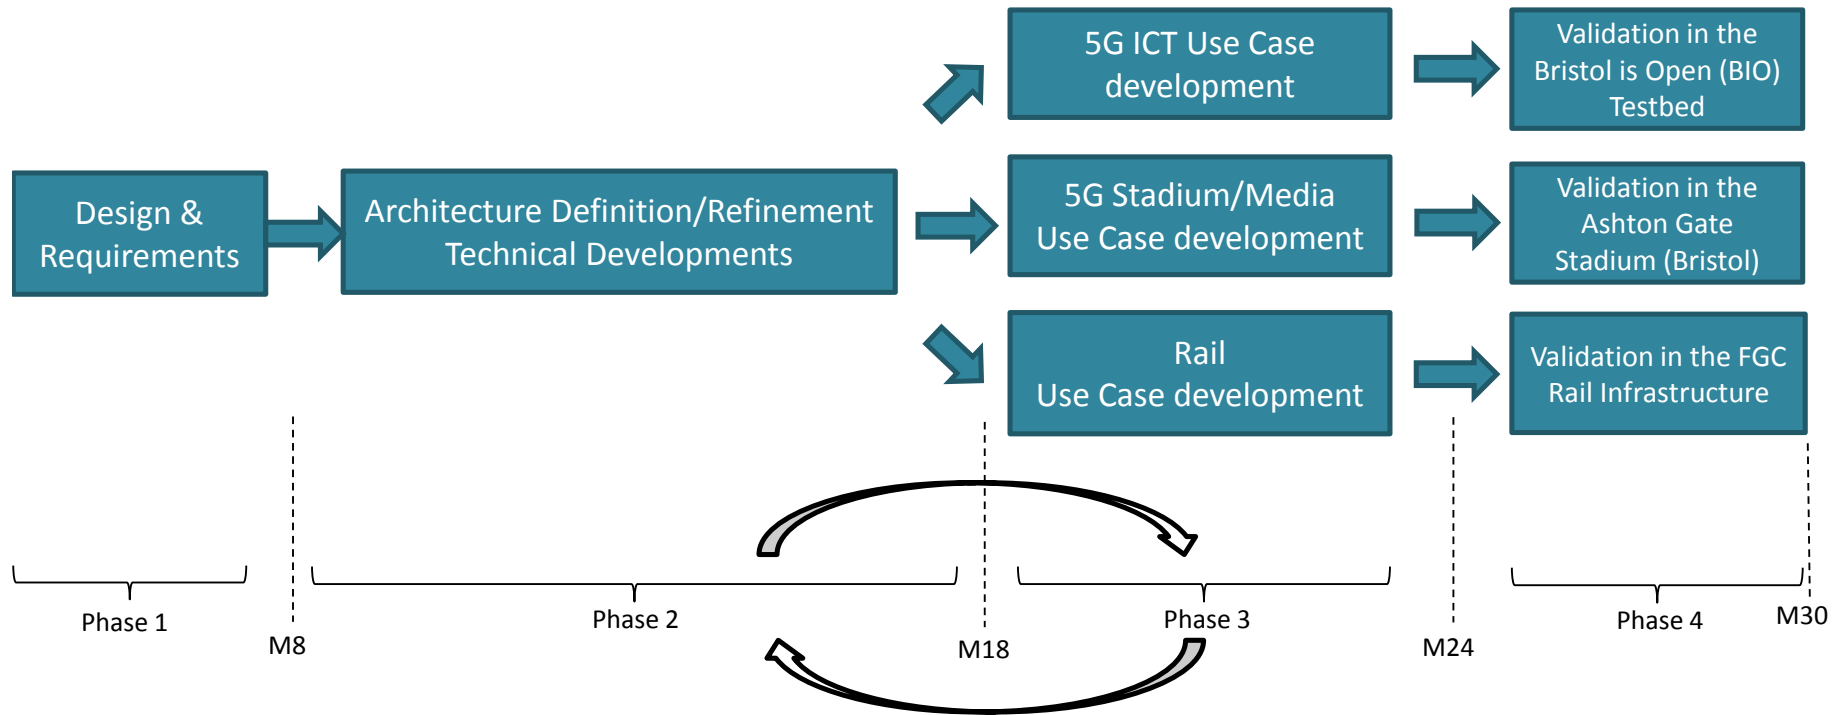 Design &
Requirements
Architecture Definition/Refinement
Technical Developments
5G ICT Use Case
development
Validation in the
Bristol is Open (BIO)
Testbed
5G Stadium/Media
Use Case development
Validation in the
Ashton Gate
Stadium (Bristol)
Rail
Use Case development
Validation in the FGC
Rail Infrastructure
Phase 1
M8
Phase 2
M18
Phase 3
M24
Phase 4
M30